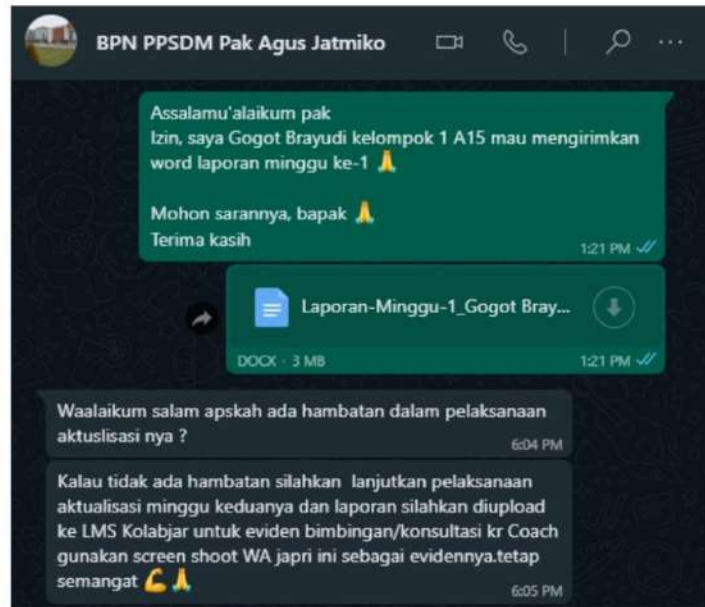 BPN PPSDM Pak Agus Jatmiko
Assalamu'alaikum pak
Izin, saya Gogot Brayudi kelompok 1 A15 mau mengirimkan
word laporan minggu ke-1 🙏
Mohon sarannya, bapak 🙏
Terima kasih
1:21 PM
Laporan-Minggu-1_Gogot Bray...
DOCX · 3 MB
1:21 PM
Waalaikum salam apskah ada hambatan dalam pelaksanaan
aktuslisasi nya ?
6:04 PM
Kalau tidak ada hambatan silahkan lanjutkan pelaksanaan
aktualisasi minggu keduanya dan laporan silahkan diupload
ke LMS Kolabjar untuk eviden bimbingan/konsultasi kr Coach
gunakan screen shoot WA japri ini sebagai evidennya.tetap
semangat 💪🙏
6:05 PM